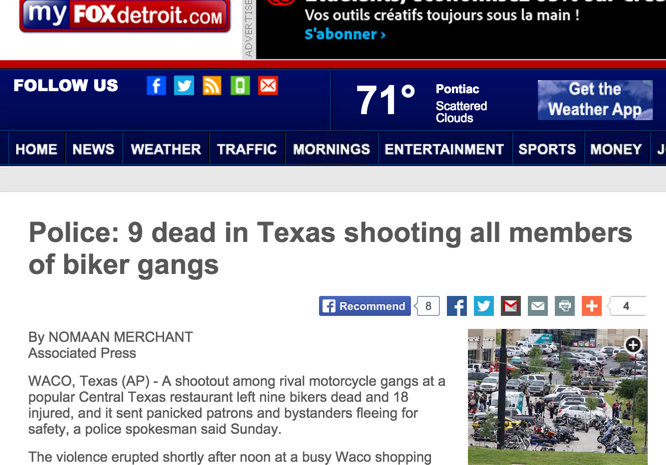 my FOXdetroit.com
ADVERTISE
Vos outils créatifs toujours sous la main !
S'abonner ›
FOLLOW US
71°
Pontiac
Scattered
Clouds
Get the
Weather App
HOME NEWS WEATHER TRAFFIC MORNINGS ENTERTAINMENT SPORTS MONEY J
Police: 9 dead in Texas shooting all members
of biker gangs
Recommend 8 4
By NOMAAN MERCHANT
Associated Press
WACO, Texas (AP) - A shootout among rival motorcycle gangs at a
popular Central Texas restaurant left nine bikers dead and 18
injured, and it sent panicked patrons and bystanders fleeing for
safety, a police spokesman said Sunday.
The violence erupted shortly after noon at a busy Waco shopping